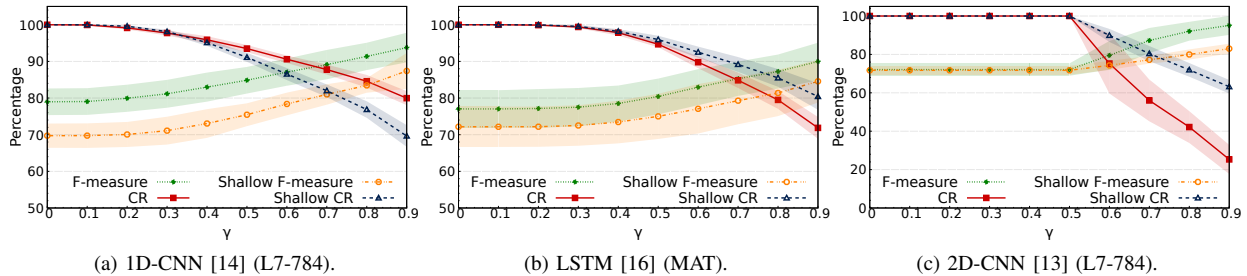 100
90
80
70
60
50
Percentage
0 0.1 0.2 0.3 0.4 0.5 0.6 0.7 0.8 0.9
γ
F-measure
CR
Shallow F-measure
Shallow CR
(a) 1D-CNN [14] (L7-784).
100
90
80
70
60
50
Percentage
0 0.1 0.2 0.3 0.4 0.5 0.6 0.7 0.8 0.9
γ
F-measure
CR
Shallow F-measure
Shallow CR
(b) LSTM [16] (MAT).
100
80
60
40
20
0
Percentage
0 0.1 0.2 0.3 0.4 0.5 0.6 0.7 0.8 0.9
γ
F-measure
CR
Shallow F-measure
Shallow CR
(c) 2D-CNN [13] (L7-784).